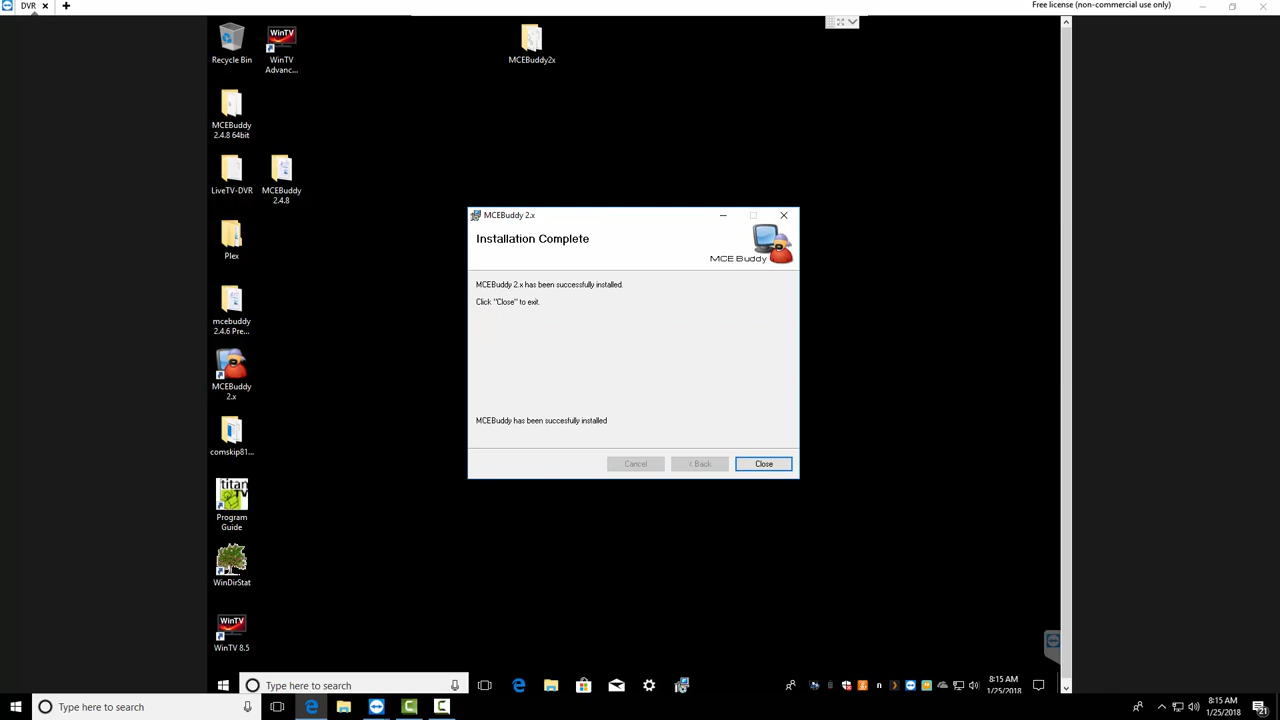 DVR
Free license (non-commercial use only)
Recycle Bin
WinTV
Advanc...
MCEBuddy2x
MCEBuddy
2.4.8 64bit
LiveTV-DVR
MCEBuddy
2.4.8
Plex
mcebuddy
2.4.6 Pre...
MCEBuddy
2.x
comskip81...
titan
TV
Program
Guide
WinDirStat
WinTV
WinTV 8.5
MCEBuddy 2.x
Installation Complete
MCE Buddy
MCEBuddy 2.x has been successfully installed.
Click "Close" to exit.
MCEBuddy has been succesfully installed
Cancel
< Back
Close
Type here to search
8:15 AM
1/25/2018
Type here to search
8:15 AM
1/25/2018
21